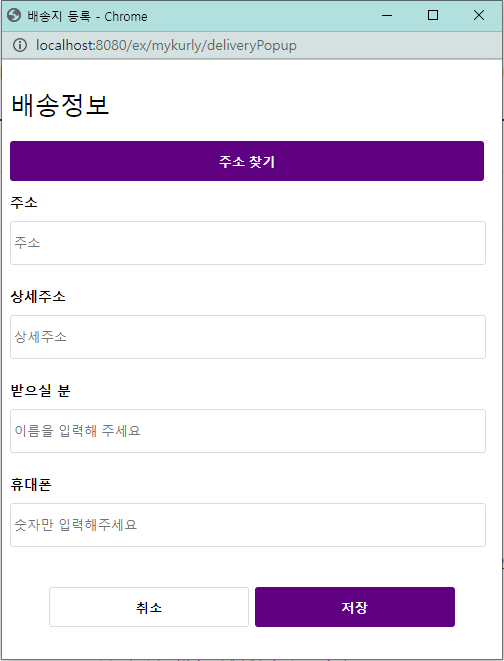 배송지 등록 - Chrome
localhost:8080/ex/mykurly/deliveryPopup
배송정보
주소 찾기
주소
주소
상세주소
상세주소
받으실 분
이름을 입력해 주세요
휴대폰
숫자만 입력해주세요
취소 저장